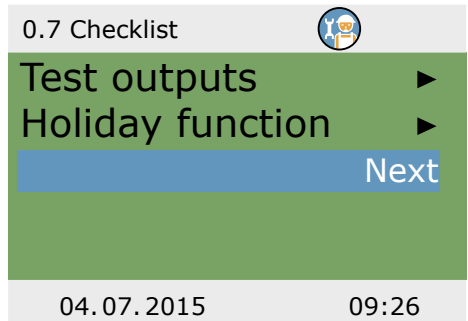 0.7 Checklist
Test outputs
Holiday function
Next
04.07.2015 09:26